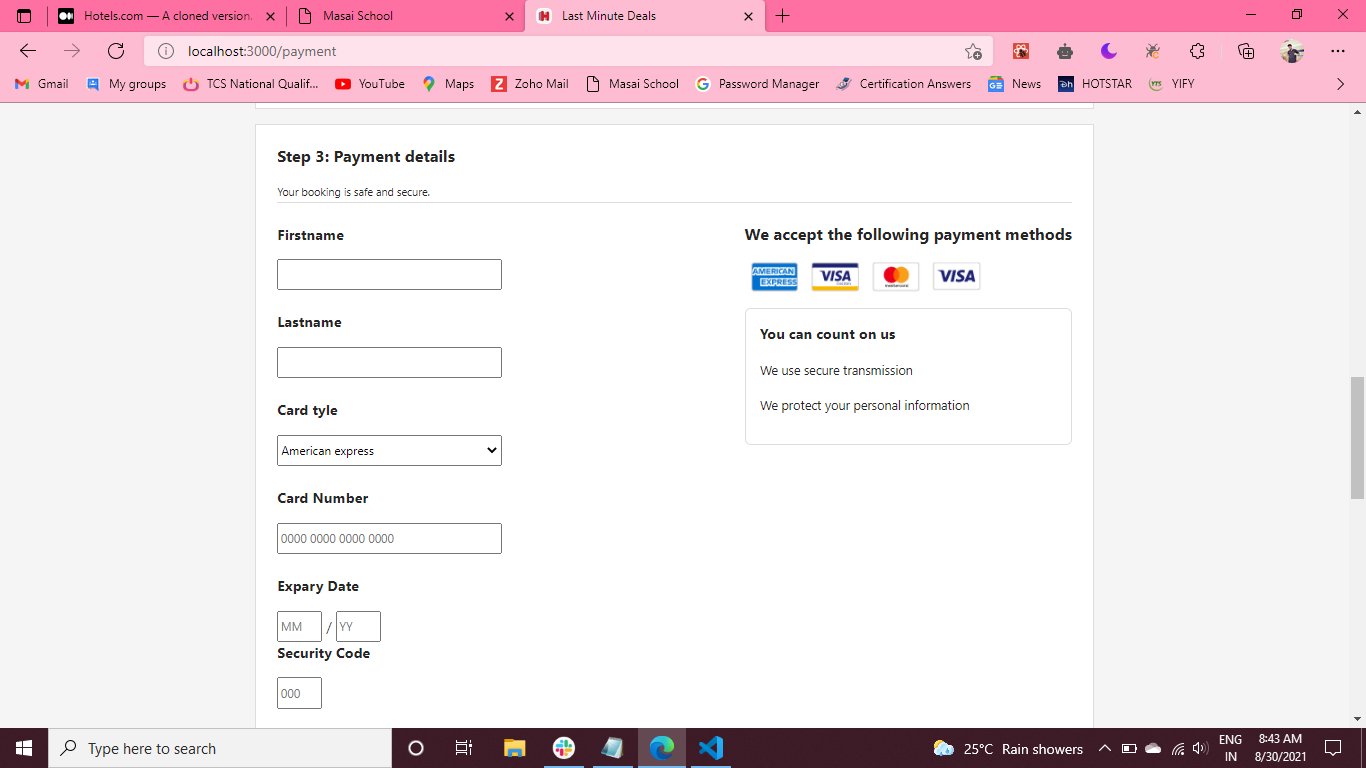 Hotels.com — A cloned version.
Masai School
Last Minute Deals
localhost:3000/payment
Gmail
My groups
TCS National Qualif...
YouTube
Maps
Zoho Mail
Masai School
Password Manager
Certification Answers
News
HOTSTAR
YIFY
Step 3: Payment details
Your booking is safe and secure.
Firstname
Lastname
Card tyle
American express
Card Number
0000 0000 0000 0000
Expary Date
MM / YY
Security Code
000
We accept the following payment methods
AMERICAN EXPRESS
VISA
mastercard
VISA
You can count on us
We use secure transmission
We protect your personal information
Type here to search
25°C Rain showers
ENG
IN
8:43 AM
8/30/2021